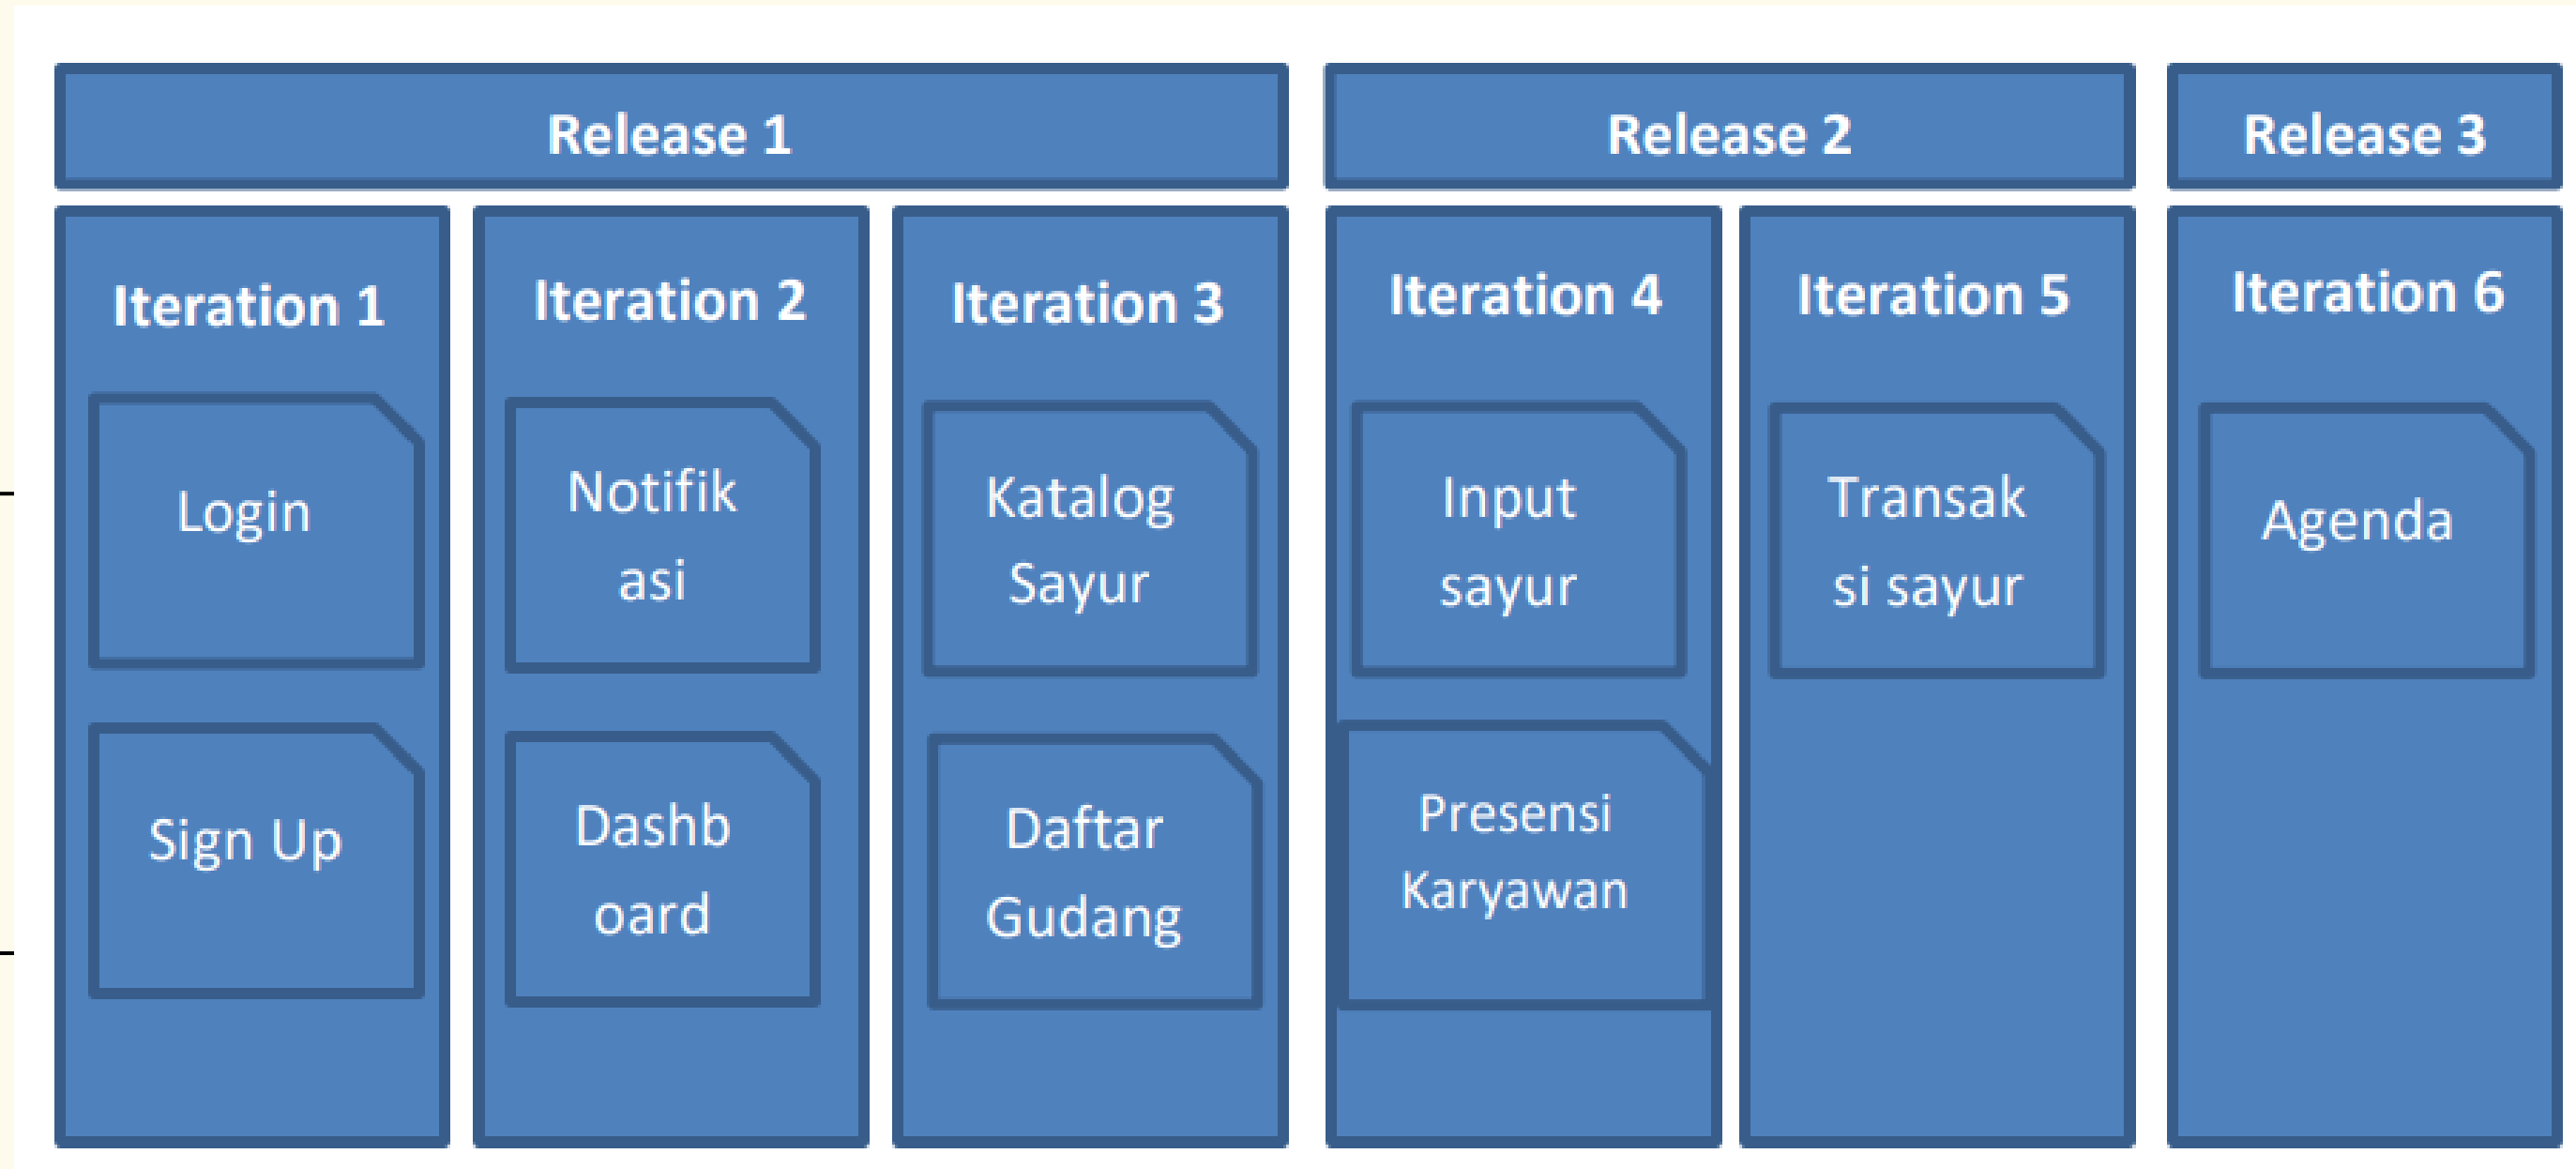 Release 1
Release 2
Release 3
Iteration 1
Iteration 2
Iteration 3
Iteration 4
Iteration 5
Iteration 6
Login
Notifik
asi
Katalog
Sayur
Input
sayur
Transak
si sayur
Agenda
Sign Up
Dashb
oard
Daftar
Gudang
Presensi
Karyawan